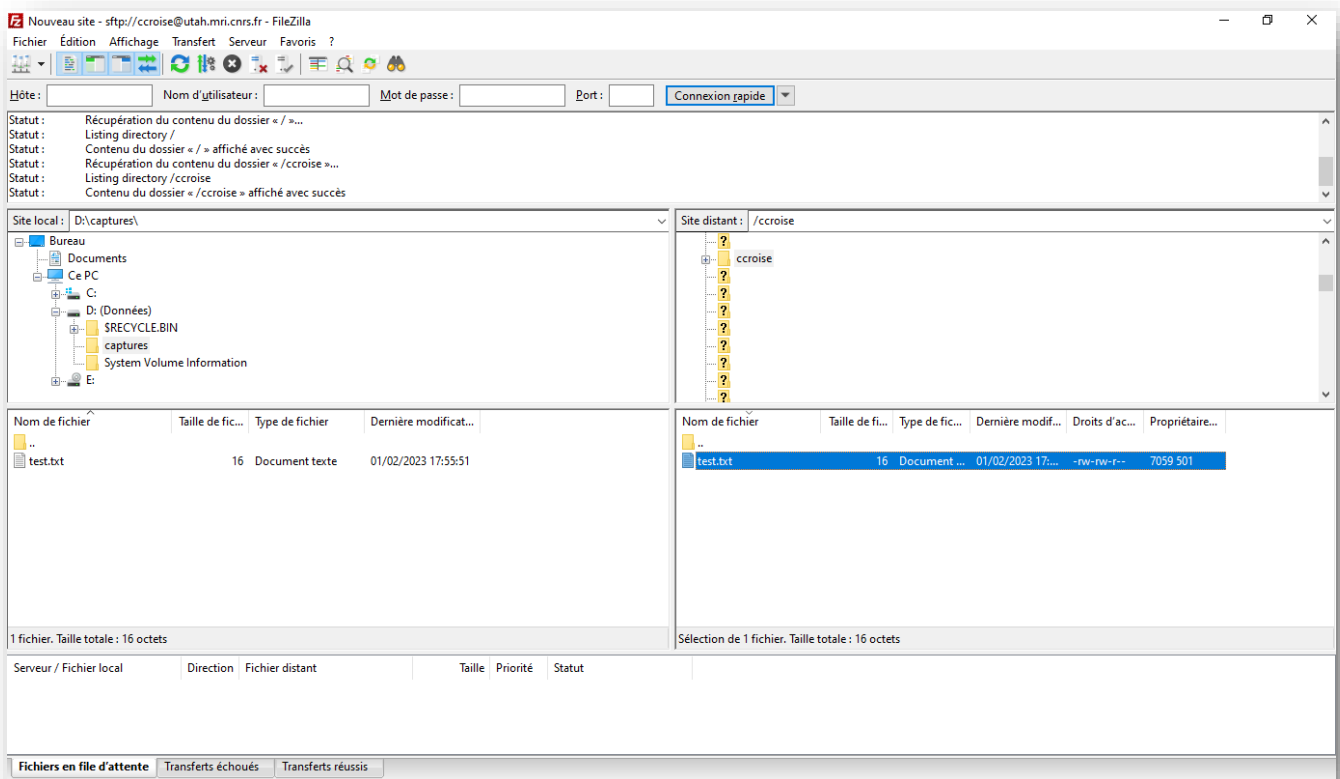 Nouveau site - sftp://ccroise@utah.mri.cnrs.fr - FileZilla
Fichier Édition Affichage Transfert Serveur Favoris ?
Hôte : Nom d'utilisateur : Mot de passe : Port : Connexion rapide
Statut : Récupération du contenu du dossier « / »...
Statut : Listing directory /
Statut : Contenu du dossier « / » affiché avec succès
Statut : Récupération du contenu du dossier « /ccroise »...
Statut : Listing directory /ccroise
Statut : Contenu du dossier « /ccroise » affiché avec succès
Site local : D:\captures\
Bureau
Documents
Ce PC
C:
D: (Données)
$RECYCLE.BIN
captures
System Volume Information
E:
Site distant : /ccroise
?
ccroise
?
?
?
?
?
?
?
?
Nom de fichier Taille de fic... Type de fichier Dernière modificat...
..
test.txt 16 Document texte 01/02/2023 17:55:51
1 fichier. Taille totale : 16 octets
Nom de fichier Taille de fi... Type de fic... Dernière modif... Droits d'ac... Propriétaire...
..
test.txt 16 Document ... 01/02/2023 17:... -rw-rw-r-- 7059 501
Sélection de 1 fichier. Taille totale : 16 octets
Serveur / Fichier local Direction Fichier distant Taille Priorité Statut
Fichiers en file d'attente Transferts échoués Transferts réussis